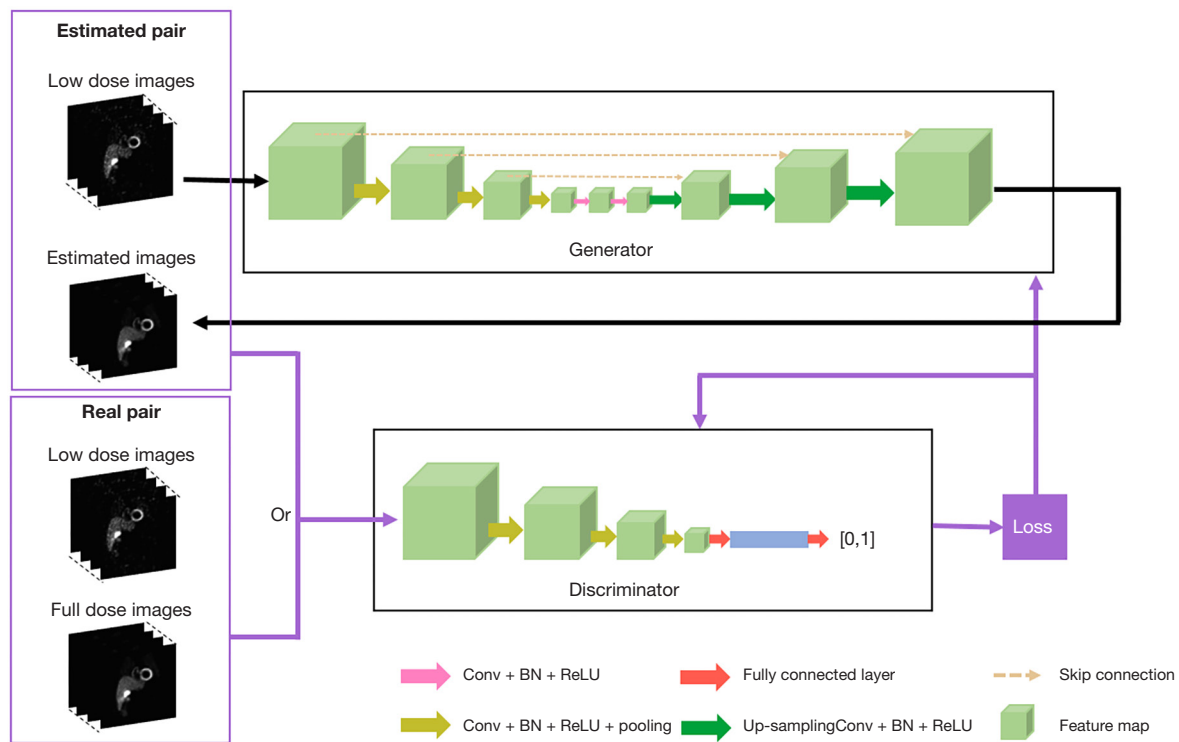 Estimated pair
Low dose images
Estimated images
Generator
Real pair
Low dose images
Full dose images
Or
[0,1]
Discriminator
Loss
Conv + BN + ReLU
Fully connected layer
Skip connection
Conv + BN + ReLU + pooling
Up-samplingConv + BN + ReLU
Feature map